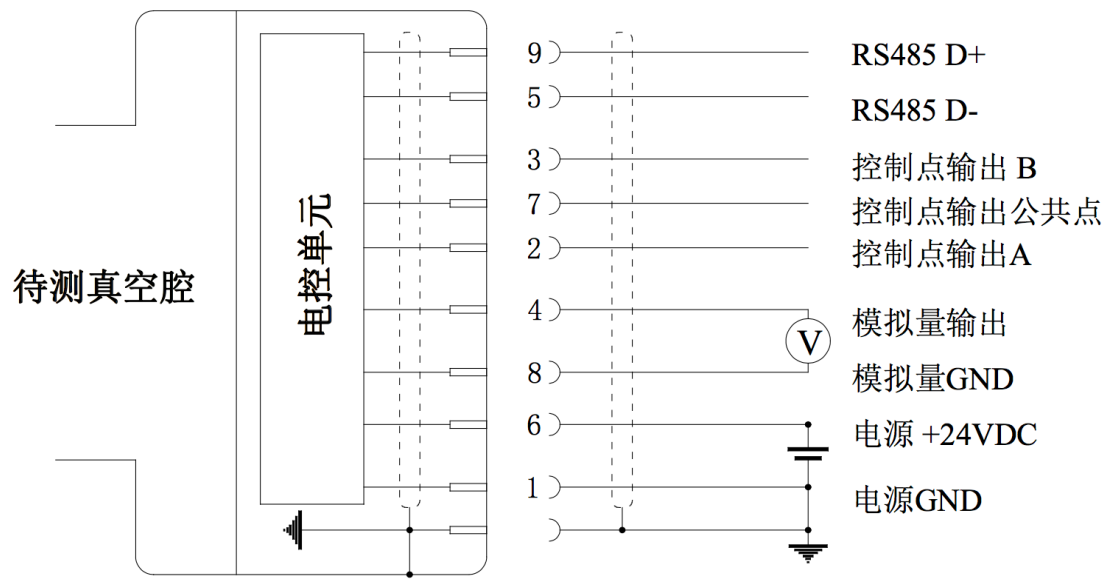 待测真空腔
电控单元
9 RS485 D+
5 RS485 D-
3 控制点输出 B
7 控制点输出公共点
2 控制点输出A
4 模拟量输出
V
8 模拟量GND
6 电源 +24VDC
1 电源GND